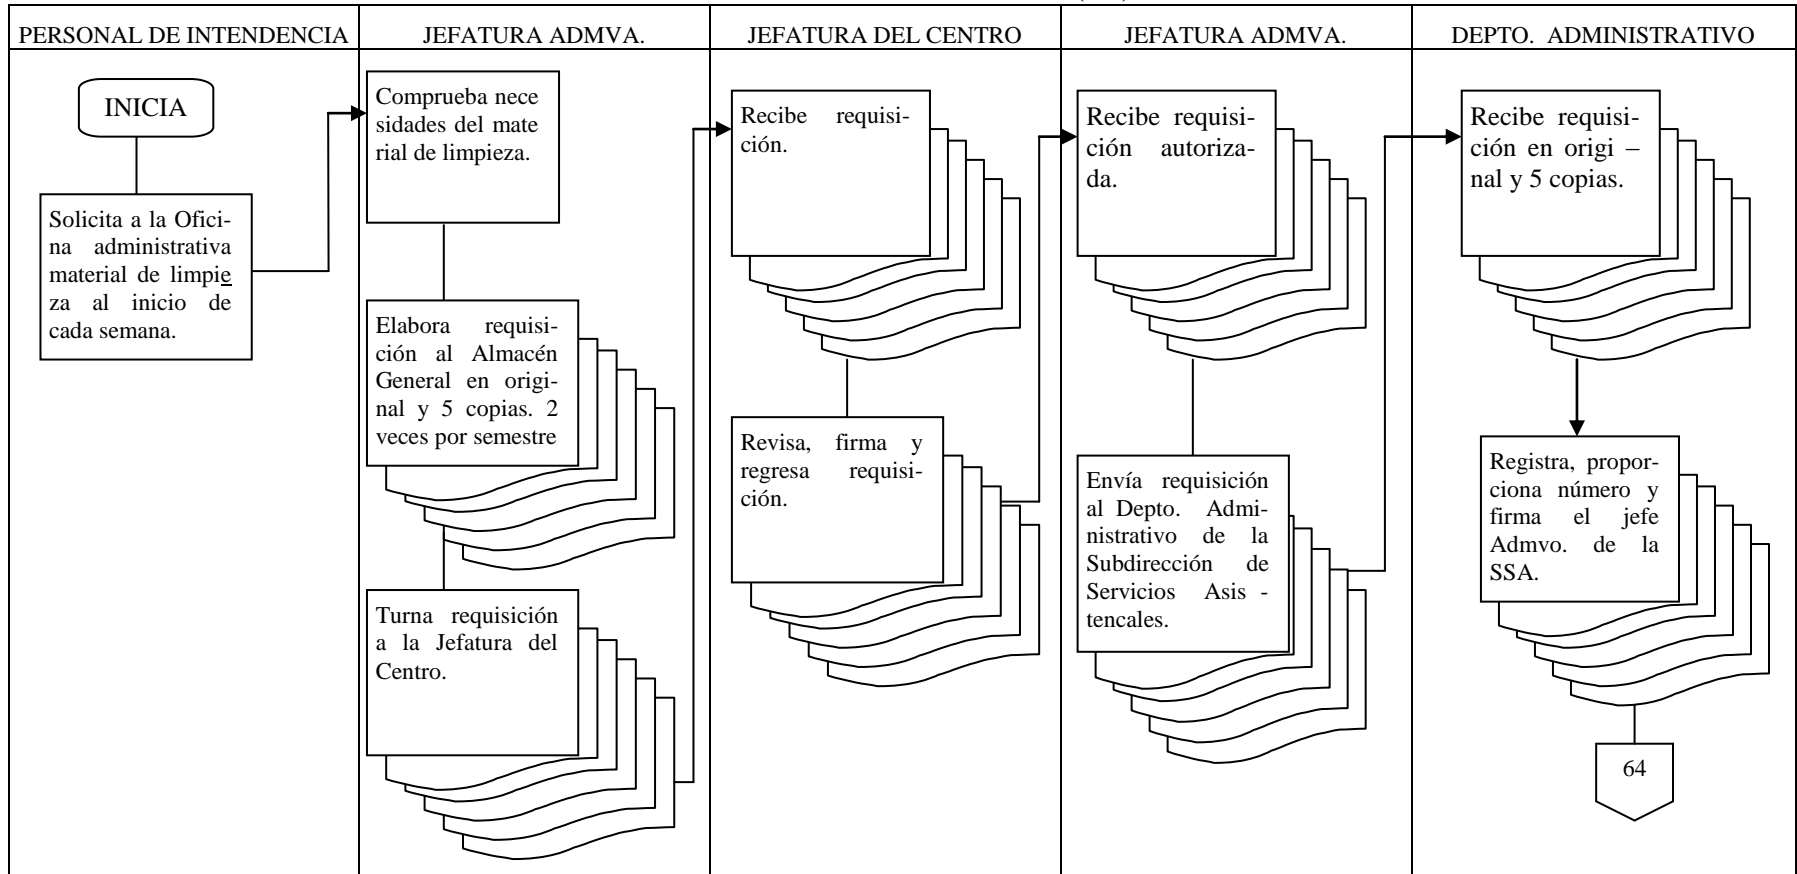 PERSONAL DE INTENDENCIA
JEFATURA ADMVA.
JEFATURA DEL CENTRO
JEFATURA ADMVA.
DEPTO. ADMINISTRATIVO
INICIA
Solicita a la Ofici-
na administrativa
material de limpie
za al inicio de
cada semana.
Comprueba nece
sidades del mate
rial de limpieza.
Elabora requisi-
ción al Almacén
General en origi-
nal y 5 copias. 2
veces por semestre
Turna requisición
a la Jefatura del
Centro.
Recibe requisi-
ción.
Revisa, firma y
regresa requisi-
ción.
Recibe requisi-
ción autoriza-
da.
Envía requisición
al Depto. Admi-
nistrativo de la
Subdirección de
Servicios Asis -
tencales.
Recibe requisi-
ción en origi –
nal y 5 copias.
Registra, propor-
ciona número y
firma el jefe
Admvo. de la
SSA.
64